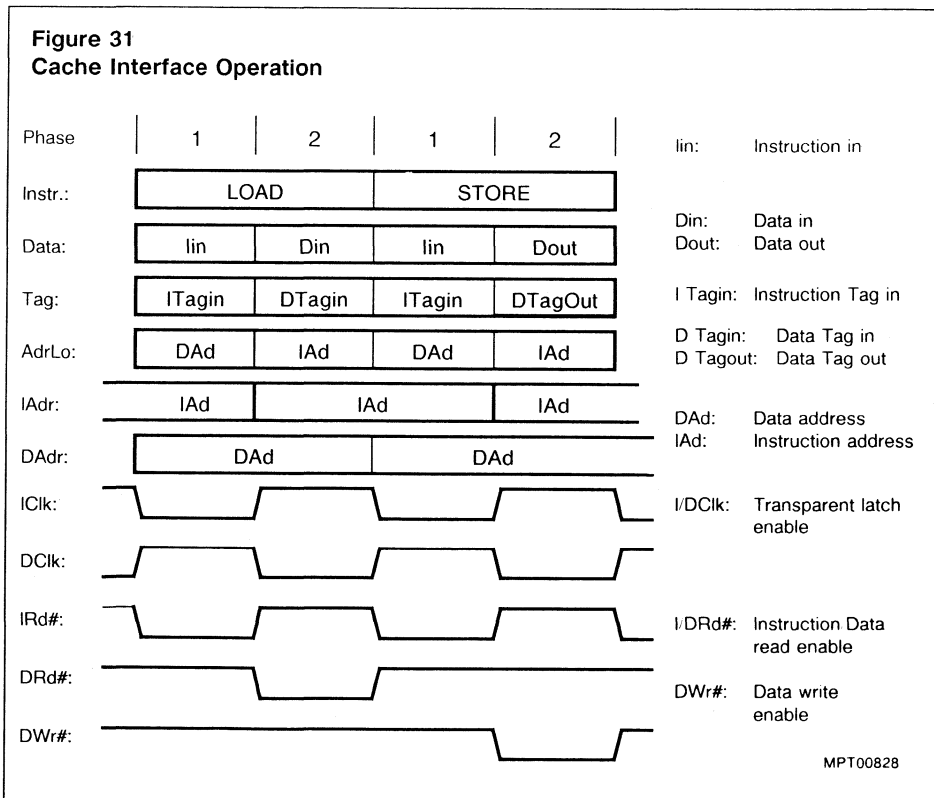 Figure 31
Cache Interface Operation
Phase 1 2 1 2
Instr.: LOAD STORE
Data: Iin Din Iin Dout
Tag: ITagin DTagin ITagin DTagOut
AdrLo: DAd IAd DAd IAd
IAdr: IAd IAd IAd
DAdr: DAd DAd
IClk:
DClk:
IRd#:
DRd#:
DWr#:
Iin: Instruction in
Din: Data in
Dout: Data out
I Tagin: Instruction Tag in
D Tagin: Data Tag in
D Tagout: Data Tag out
DAd: Data address
IAd: Instruction address
I/DClk: Transparent latch
enable
I/DRd#: Instruction Data
read enable
DWr#: Data write
enable
MPT00828